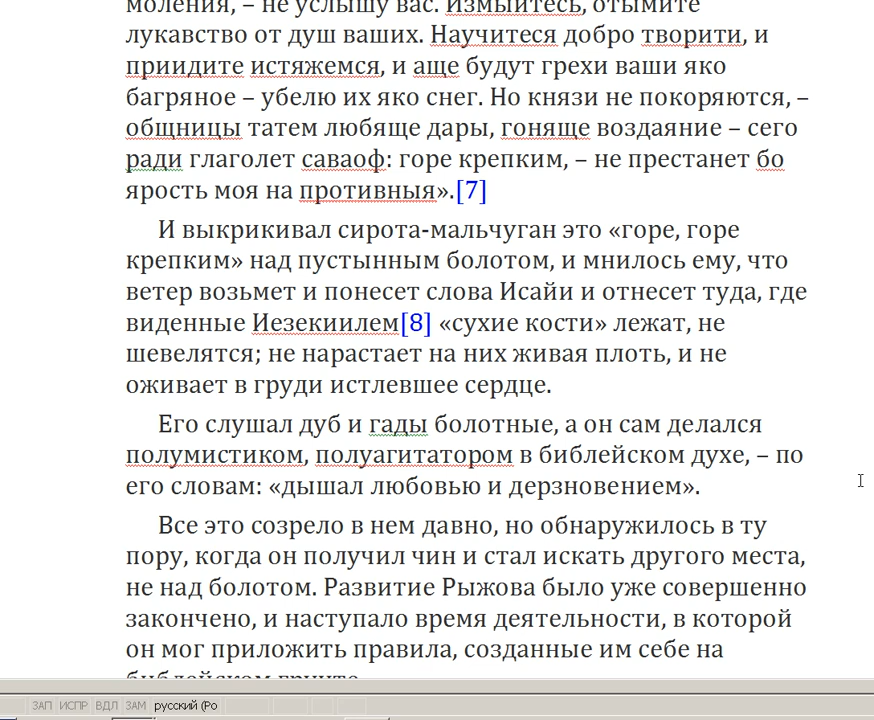 моления, – не услышу вас. Измыйтесь, отымите
лукавство от душ ваших. Научитеся добро творити, и
приидите истяжемся, и аще будут грехи ваши яко
багряное – убелю их яко снег. Но князи не покоряются, –
общницы татем любяще дары, гоняще воздаяние – сего
ради глаголет саваоф: горе крепким, – не престанет бо
ярость моя на противныя».[7]
И выкрикивал сирота-мальчуган это «горе, горе
крепким» над пустынным болотом, и мнилось ему, что
ветер возьмет и понесет слова Исайи и отнесет туда, где
виденные Иезекиилем[8] «сухие кости» лежат, не
шевелятся; не нарастает на них живая плоть, и не
оживает в груди истлевшее сердце.
Его слушал дуб и гады болотные, а он сам делался
полумистиком, полуагитатором в библейском духе, – по
его словам: «дышал любовью и дерзновением».
Все это созрело в нем давно, но обнаружилось в ту
пору, когда он получил чин и стал искать другого места,
не над болотом. Развитие Рыжова было уже совершенно
закончено, и наступало время деятельности, в которой
он мог приложить правила, созданные им себе на
библейском грунте.
ЗАП ИСПР ВДЛ ЗАМ русский (Ро